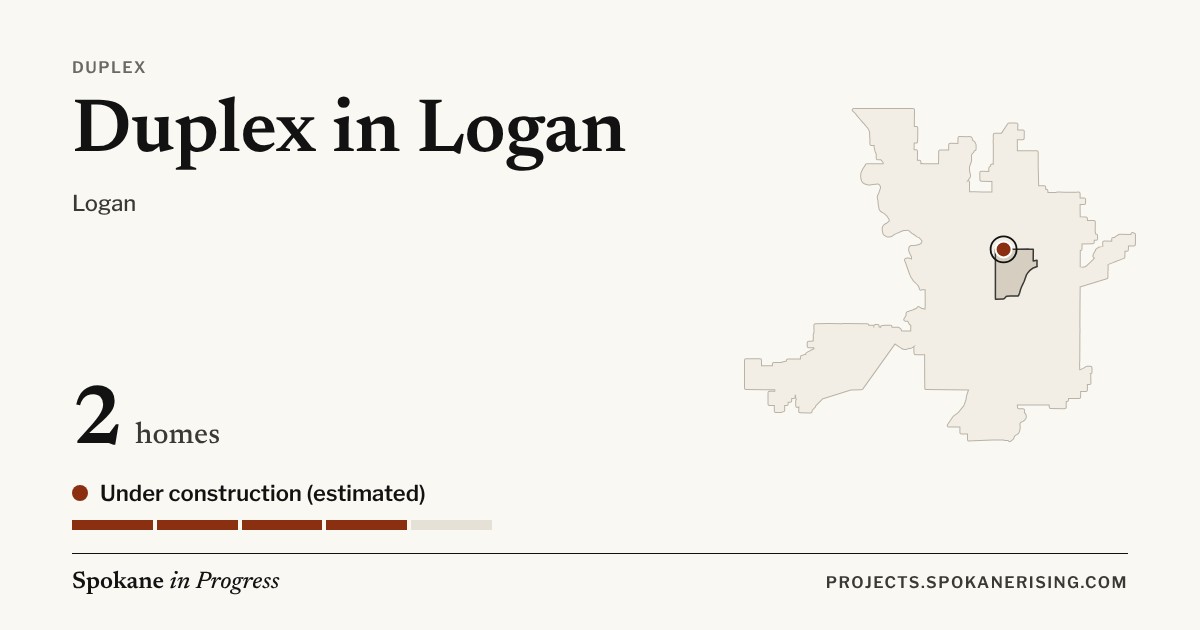 DUPLEX
Duplex in Logan
Logan
2 homes
Under construction (estimated)
Spokane in Progress
PROJECTS.SPOKANERISING.COM